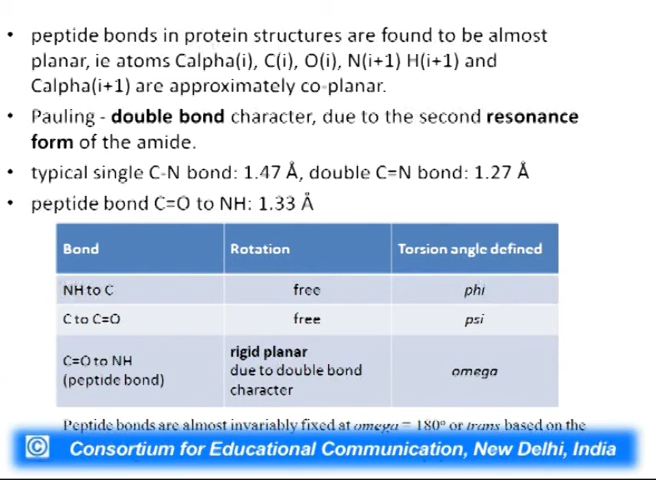 • peptide bonds in protein structures are found to be almost
planar, ie atoms Calpha(i), C(i), O(i), N(i+1) H(i+1) and
Calpha(i+1) are approximately co-planar.
• Pauling - double bond character, due to the second resonance
form of the amide.
• typical single C-N bond: 1.47 Å, double C=N bond: 1.27 Å
• peptide bond C=O to NH: 1.33 Å
Bond Rotation Torsion angle defined
NH to C free phi
C to C=O free psi
C=O to NH
(peptide bond)
rigid planar
due to double bond
character
omega
Peptide bonds are almost invariably fixed at omega = 180° or trans based on the
© Consortium for Educational Communication, New Delhi, India